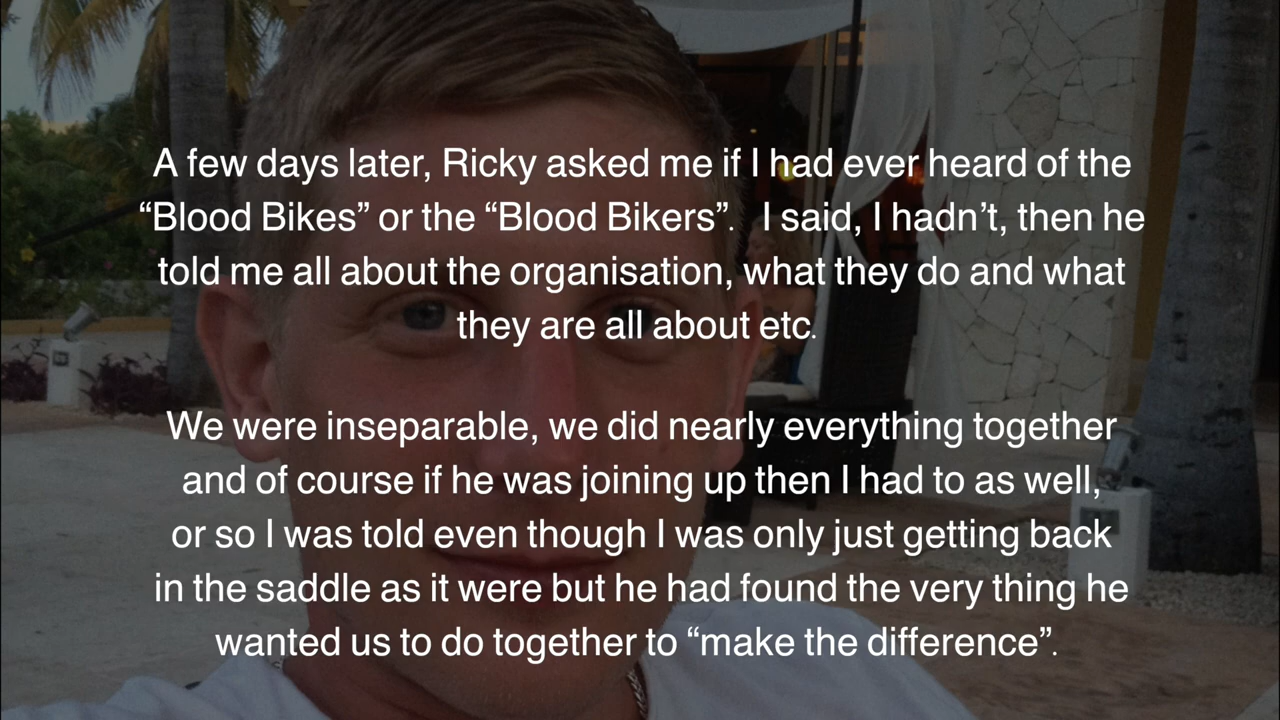 A few days later, Ricky asked me if I had ever heard of the
“Blood Bikes” or the “Blood Bikers”.   I said, I hadn’t, then he
told me all about the organisation, what they do and what
they are all about etc.
We were inseparable, we did nearly everything together
and of course if he was joining up then I had to as well,
or so I was told even though I was only just getting back
in the saddle as it were but he had found the very thing he
wanted us to do together to “make the difference”.